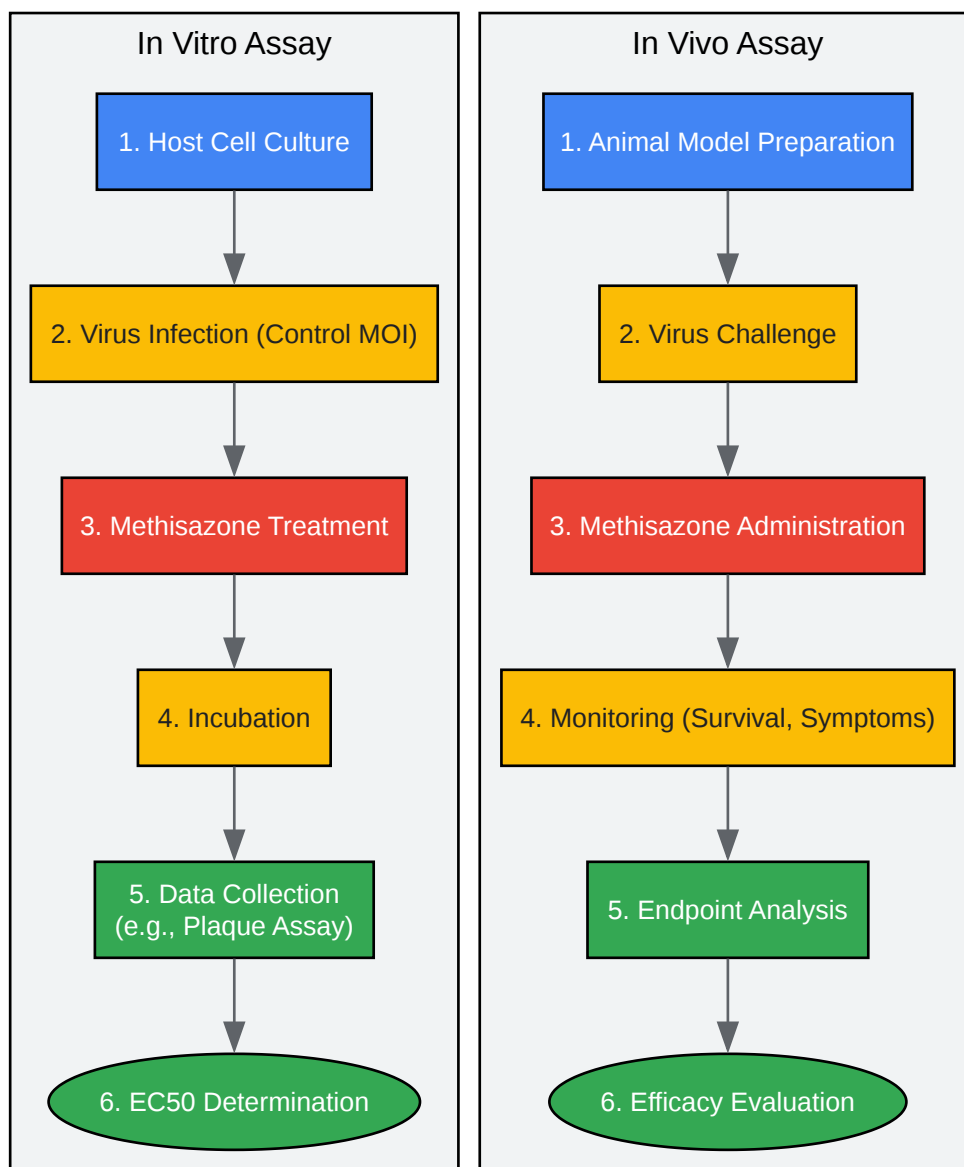 In Vitro Assay
1. Host Cell Culture
2. Virus Infection (Control MOI)
3. Methisazone Treatment
4. Incubation
5. Data Collection
(e.g., Plaque Assay)
6. EC50 Determination
In Vivo Assay
1. Animal Model Preparation
2. Virus Challenge
3. Methisazone Administration
4. Monitoring (Survival, Symptoms)
5. Endpoint Analysis
6. Efficacy Evaluation